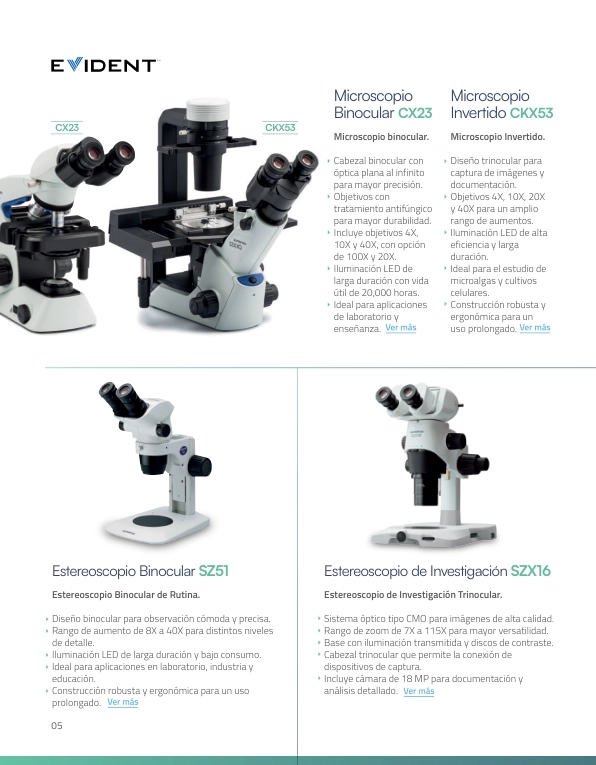 EVIDENT
CX23
CKX53
Microscopio
Binocular CX23
Microscopio binocular.
Cabezal binocular con
óptica plana al infinito
para mayor precisión.
Objetivos con
tratamiento antifúngico
para mayor durabilidad.
Incluye objetivos 4X,
10X y 40X, con opción
de 100X y 20X.
Iluminación LED de
larga duración con vida
útil de 20,000 horas.
Ideal para aplicaciones
de laboratorio y
enseñanza. Ver más
Microscopio
Invertido CKX53
Microscopio Invertido.
Diseño trinocular para
captura de imágenes y
documentación.
Objetivos 4X, 10X, 20X
y 40X para un amplio
rango de aumentos.
Iluminación LED de alta
eficiencia y larga
duración.
Ideal para el estudio de
microalgas y cultivos
celulares.
Construcción robusta y
ergonómica para un
uso prolongado. Ver más
Estereoscopio Binocular SZ51
Estereoscopio Binocular de Rutina.
Diseño binocular para observación cómoda y precisa.
Rango de aumento de 8X a 40X para distintos niveles
de detalle.
Iluminación LED de larga duración y bajo consumo.
Ideal para aplicaciones en laboratorio, industria y
educación.
Construcción robusta y ergonómica para un uso
prolongado. Ver más
Estereoscopio de Investigación SZX16
Estereoscopio de Investigación Trinocular.
Sistema óptico tipo CMO para imágenes de alta calidad.
Rango de zoom de 7X a 115X para mayor versatilidad.
Base con iluminación transmitida y discos de contraste.
Cabezal trinocular que permite la conexión de
dispositivos de captura.
Incluye cámara de 18 MP para documentación y
análisis detallado. Ver más
05